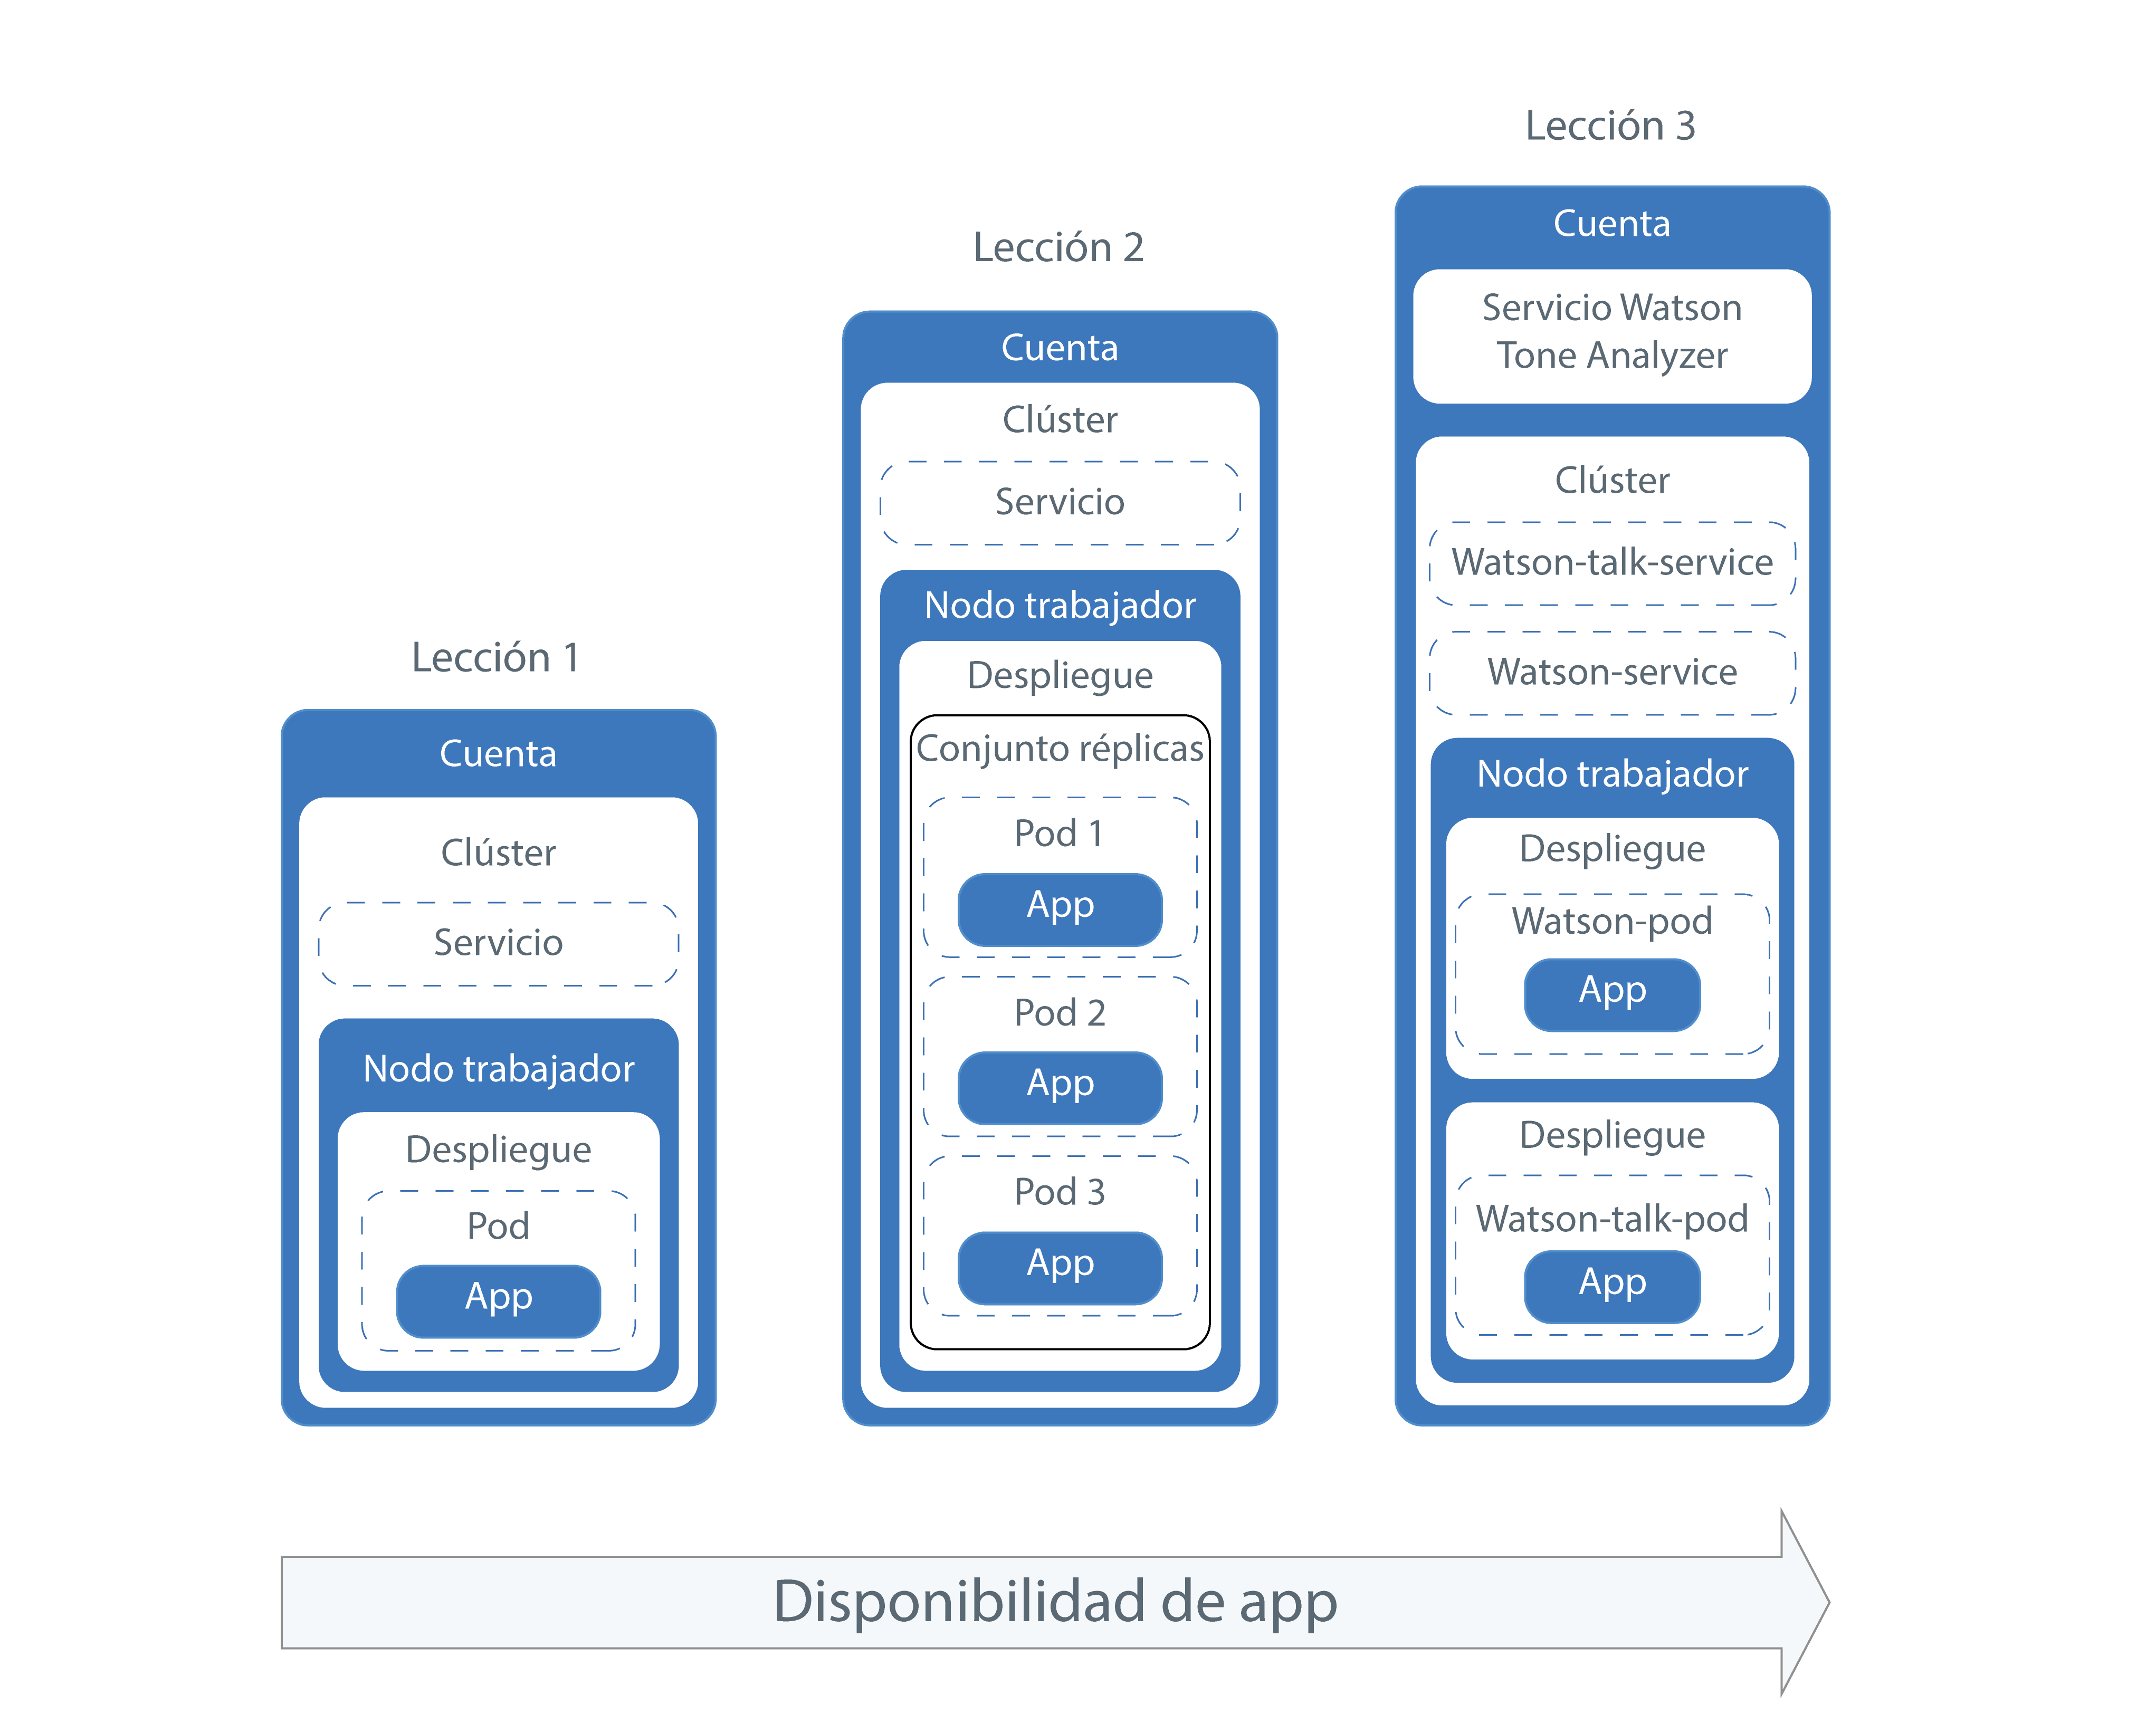 Lección 1
Cuenta
Clúster
Servicio
Nodo trabajador
Despliegue
Pod
App
Lección 2
Cuenta
Clúster
Servicio
Nodo trabajador
Despliegue
Conjunto réplicas
Pod 1
App
Pod 2
App
Pod 3
App
Lección 3
Cuenta
Servicio Watson
Tone Analyzer
Clúster
Watson-talk-service
Watson-service
Nodo trabajador
Despliegue
Watson-pod
App
Despliegue
Watson-talk-pod
App
Disponibilidad de app